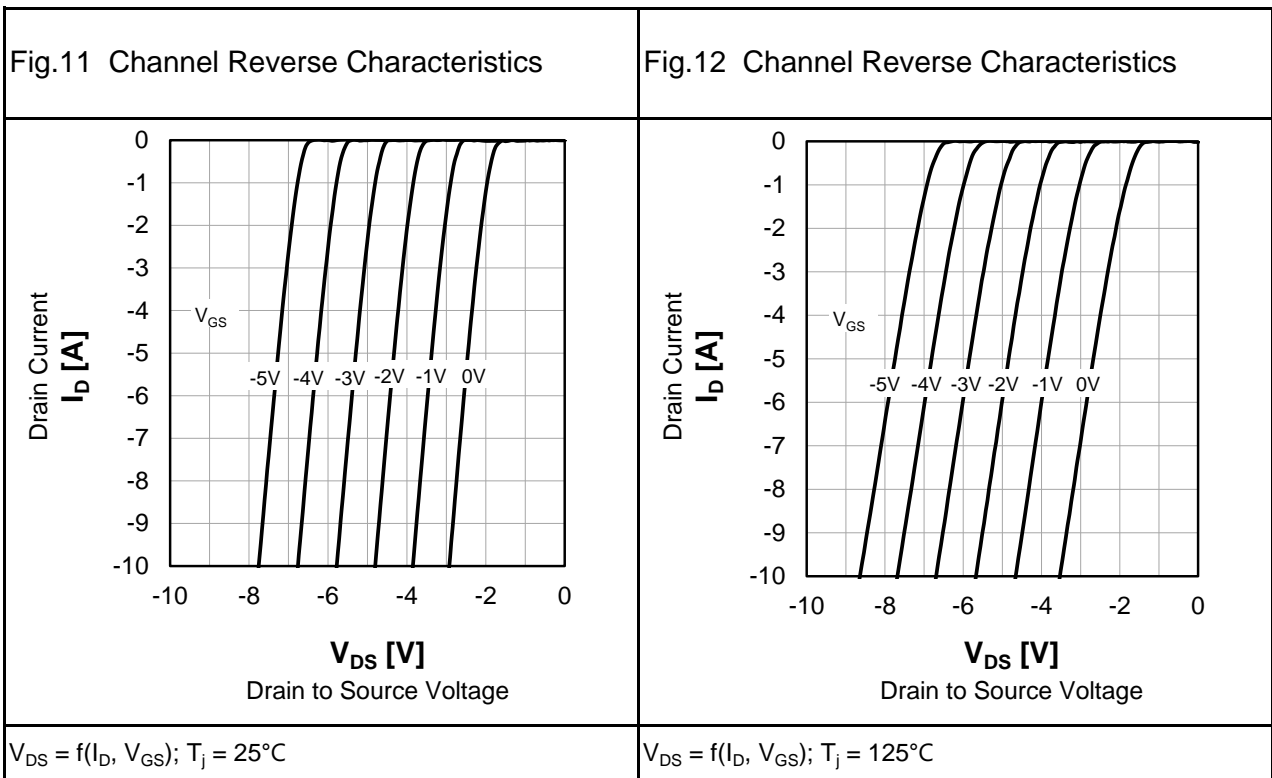 Fig.11 Channel Reverse Characteristics
0
-1
-2
-3
-4
-5
-6
-7
-8
-9
-10
Drain Current
I_D [A]
V_GS
-5V -4V -3V -2V -1V 0V
-10 -8 -6 -4 -2 0
V_DS [V]
Drain to Source Voltage
V_DS = f(I_D, V_GS); T_j = 25°C
Fig.12 Channel Reverse Characteristics
0
-1
-2
-3
-4
-5
-6
-7
-8
-9
-10
Drain Current
I_D [A]
V_GS
-5V -4V -3V -2V -1V 0V
-10 -8 -6 -4 -2 0
V_DS [V]
Drain to Source Voltage
V_DS = f(I_D, V_GS); T_j = 125°C